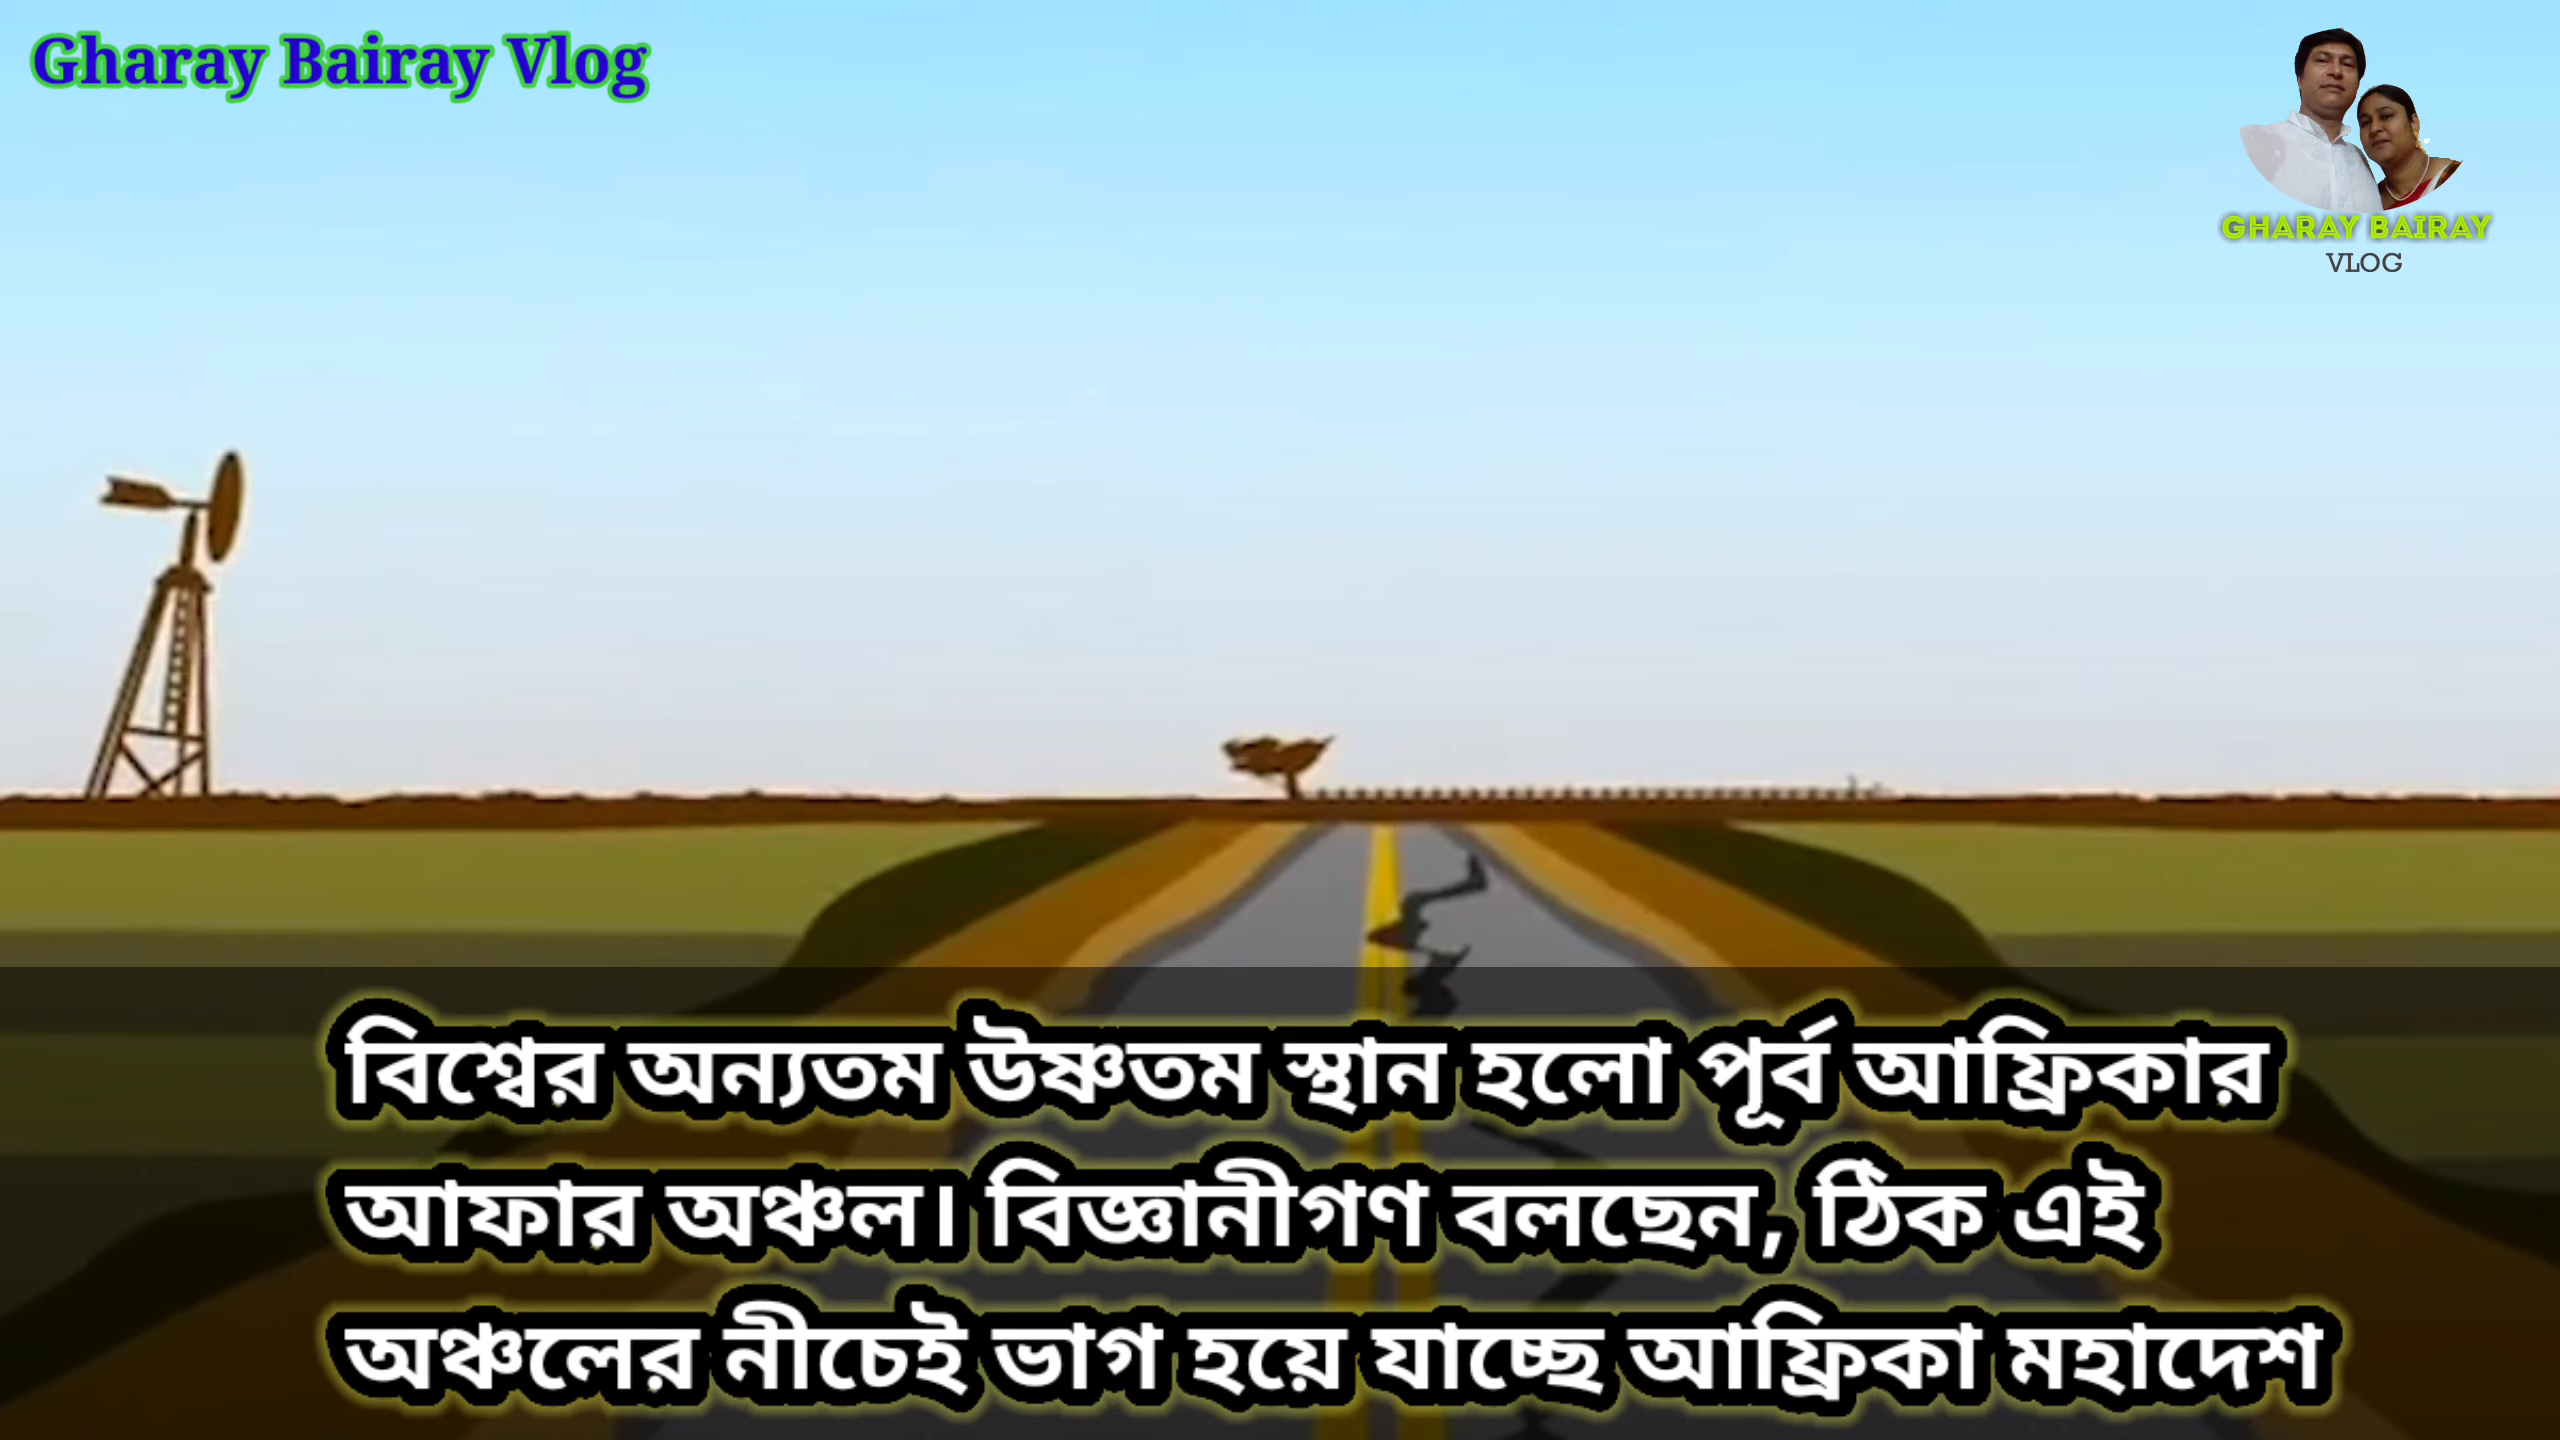 Gharay Bairay Vlog
GHARAY BAIRAY
VLOG
বিশ্বের অন্যতম উষ্ণতম স্থান হলো পূর্ব আফ্রিকার
আফার অঞ্চল। বিজ্ঞানীগণ বলছেন, ঠিক এই
অঞ্চলের নীচেই ভাগ হয়ে যাচ্ছে আফ্রিকা মহাদেশ